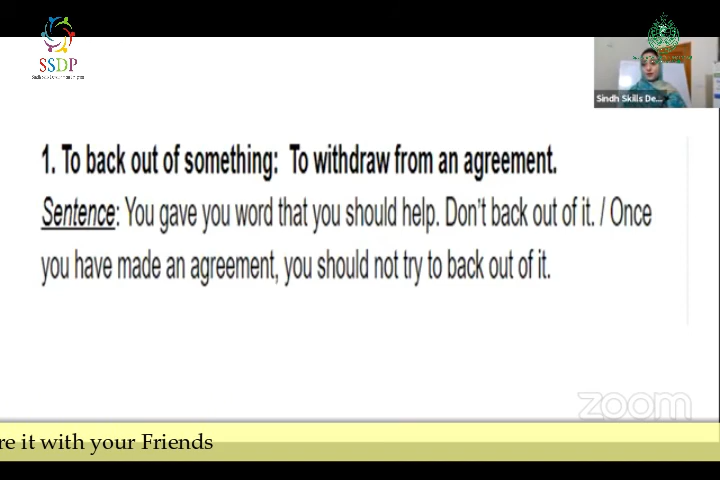 SSDP
Sindh Skills De...
1. To back out of something: To withdraw from an agreement.
Sentence: You gave you word that you should help. Don't back out of it. / Once
you have made an agreement, you should not try to back out of it.
zoom
re it with your Friends